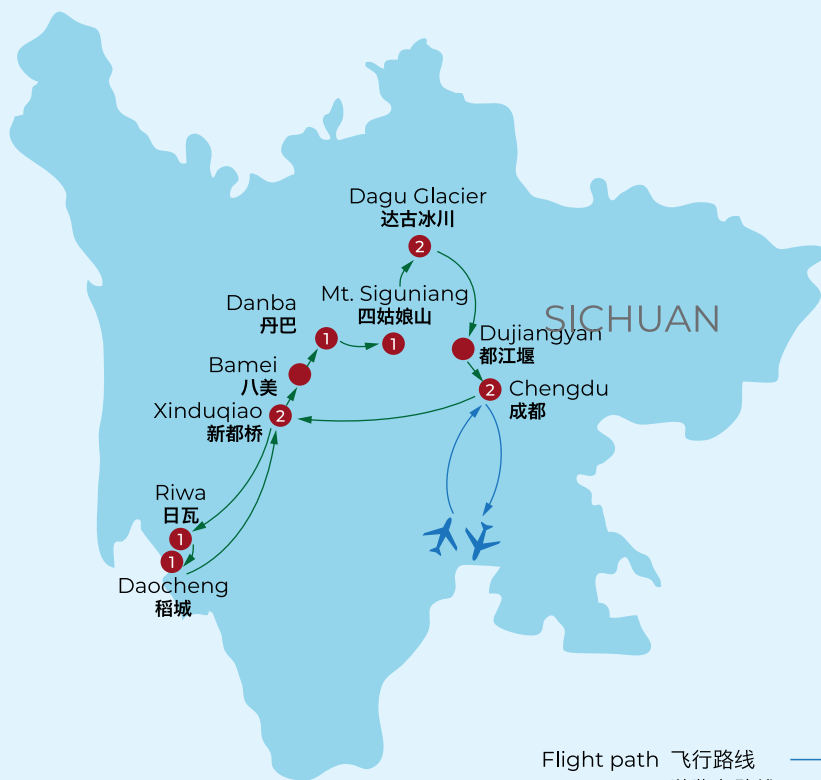 Dagu Glacier
达古冰川
2
Mt. Siguniang
四姑娘山
1
Danba
丹巴
1
SICHUAN
Dujiangyan
都江堰
Bamei
八美
Chengdu
成都
2
Xinduqiao
新都桥
2
Riwa
日瓦
1
1
Daocheng
稻城
Flight path 飞行路线